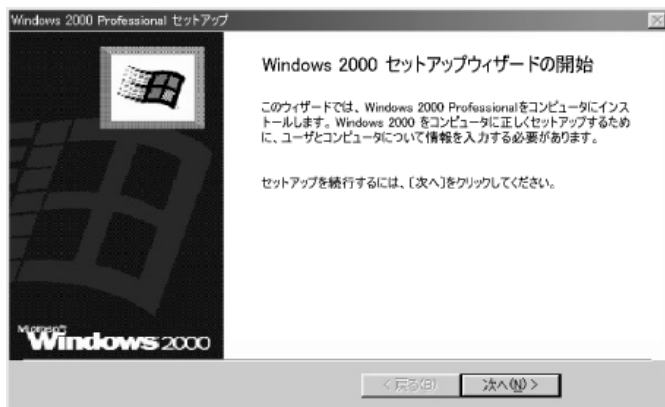 Windows 2000 Professional セットアップ
Windows 2000 セットアップウィザードの開始
このウィザードでは、Windows 2000 Professionalをコンピュータにインス
トールします。Windows 2000 をコンピュータに正しくセットアップするため
に、ユーザとコンピュータについて情報を入力する必要があります。
セットアップを続行するには、[次へ]をクリックしてください。
Microsoft
Windows 2000
< 戻る(B)
次へ(N) >